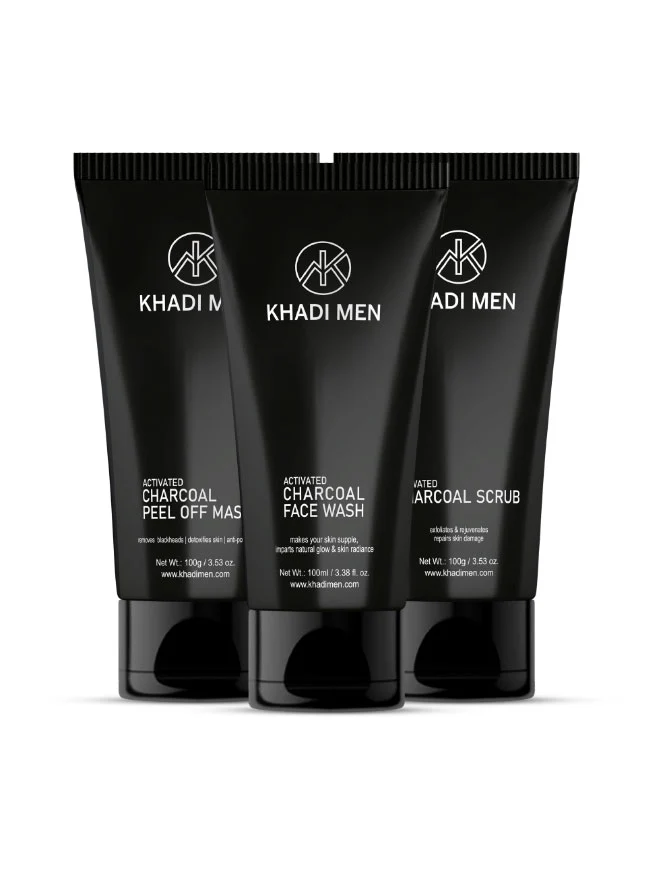 KHADI M
ACTIVATED
CHARCOAL
PEEL OFF MAS
removes blackheads | detoxifies skin | anti-po
Net Wt.: 100g / 3.53 oz.
www.khadimen.com
KHADI MEN
ACTIVATED
CHARCOAL
FACE WASH
makes your skin supple,
imparts natural glow & skin radiance
Net Wt.: 100ml / 3.38 fl. oz.
www.khadimen.com
ADI MEN
VATED
ARCOAL SCRUB
exfoliates & rejuvenates
repairs skin damage
Net Wt.: 100g / 3.53 oz.
www.khadimen.com